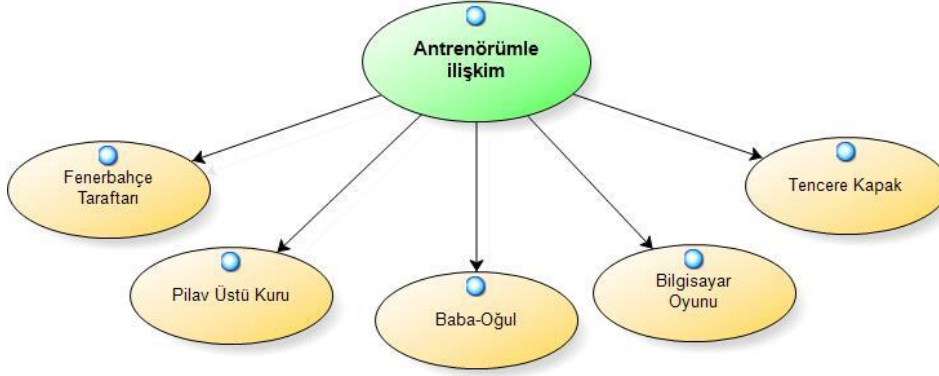 Antrenörümle
ilişkim
Fenerbahçe
Taraftarı
Pilav Üstü Kuru
Baba-Oğul
Bilgisayar
Oyunu
Tencere Kapak